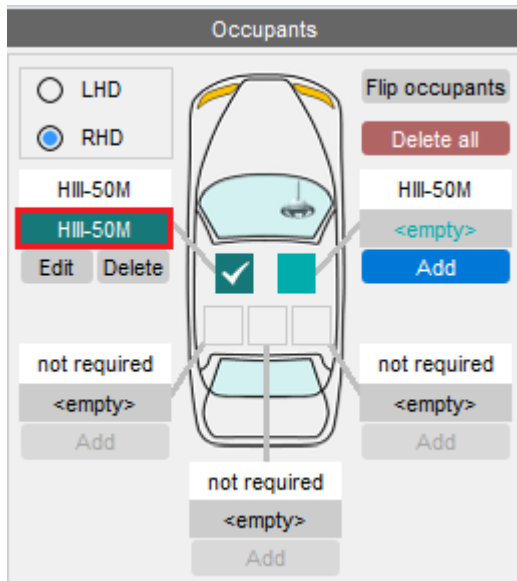 Occupants
LHD
Flip occupants
RHD
Delete all
HIII-50M
HIII-50M
HIII-50M
<empty>
Edit
Delete
Add
not required
not required
<empty>
<empty>
Add
Add
not required
<empty>
Add